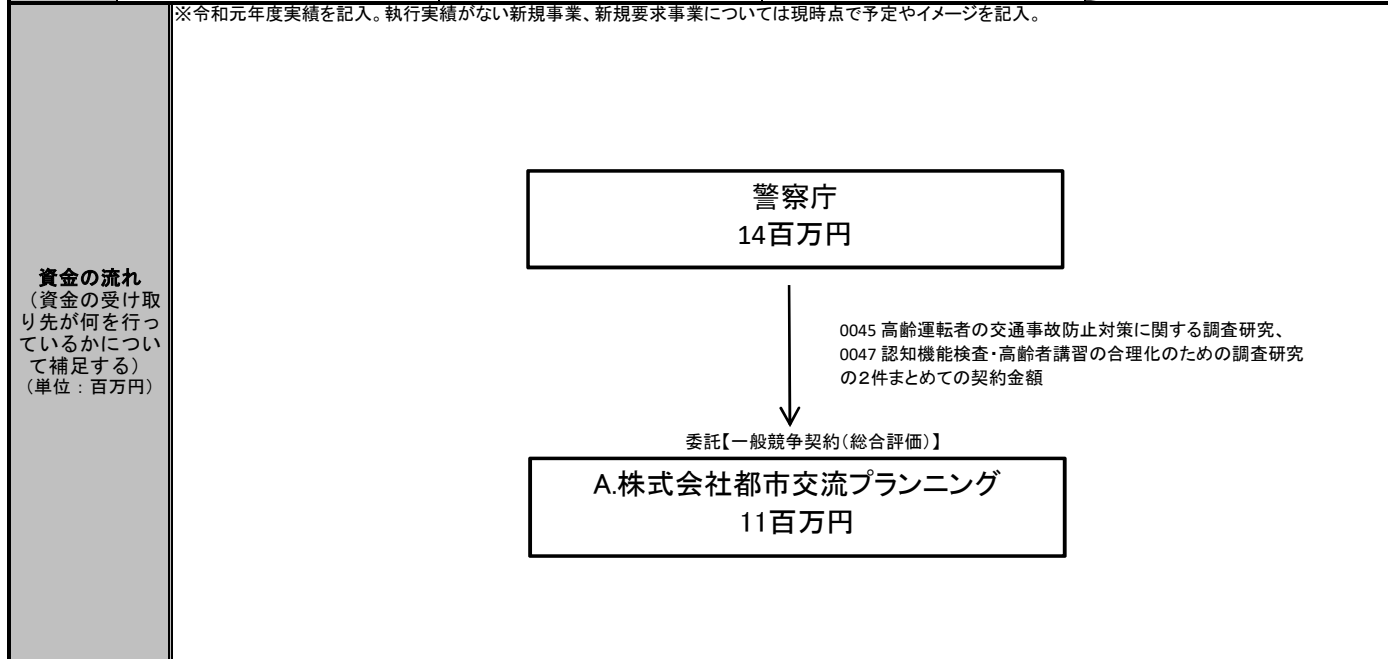 ※令和元年度実績を記入。執行実績がない新規事業、新規要求事業については現時点で予定やイメージを記入。
資金の流れ
（資金の受け取
り先が何を行っ
ているかについ
て補足する）
（単位：百万円）
警察庁
14百万円
0045 高齢運転者の交通事故防止対策に関する調査研究、
0047 認知機能検査・高齢者講習の合理化のための調査研究
の２件まとめての契約金額
委託【一般競争契約（総合評価）】
A.株式会社都市交流プランニング
11百万円